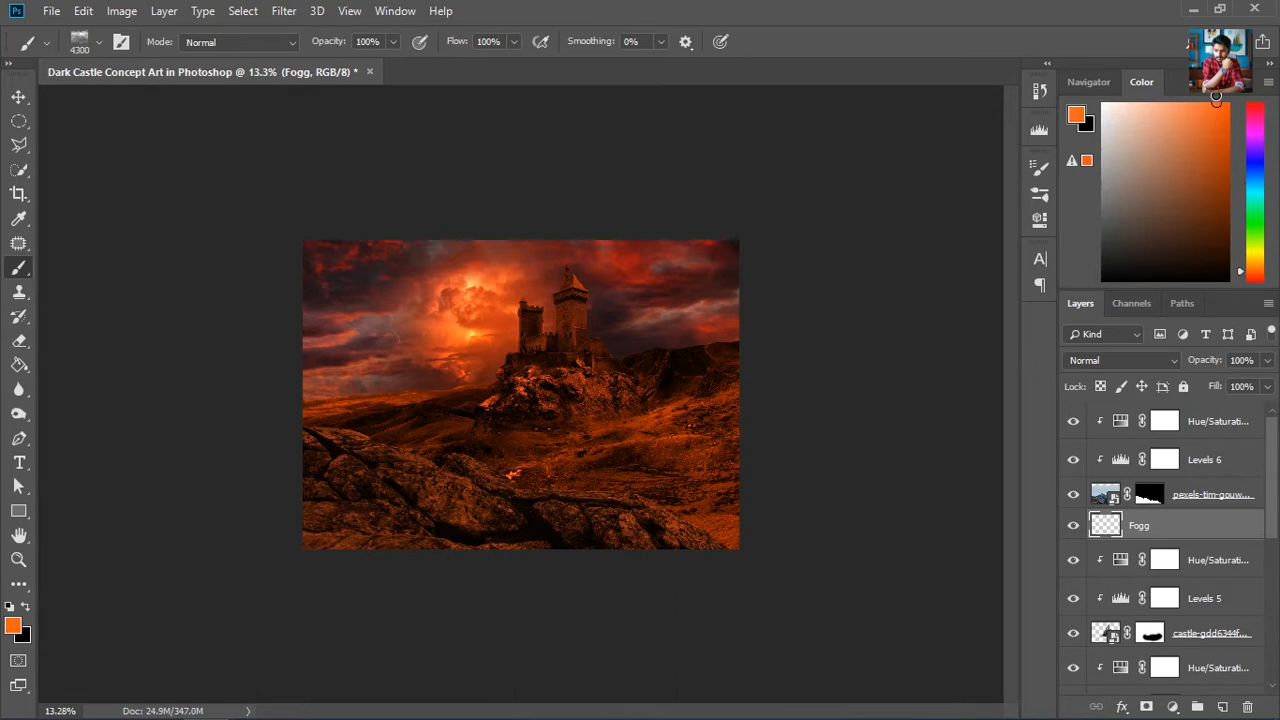 Ps File Edit Image Layer Type Select Filter 3D View Window Help
4300 Mode: Normal Opacity: 100% Flow: 100% Smoothing: 0%
Dark Castle Concept Art in Photoshop @ 13.3% (Fogg, RGB/8) * ×
Navigator Color
Layers Channels Paths
Kind
Normal Opacity: 100%
Lock: Fill: 100%
Hue/Saturati...
Levels 6
pexels-tim-gouw...
Fogg
Hue/Saturati...
Levels 5
castle-gdd6344f...
Hue/Saturati...
fx
13.28% Doc: 24.9M/347.0M